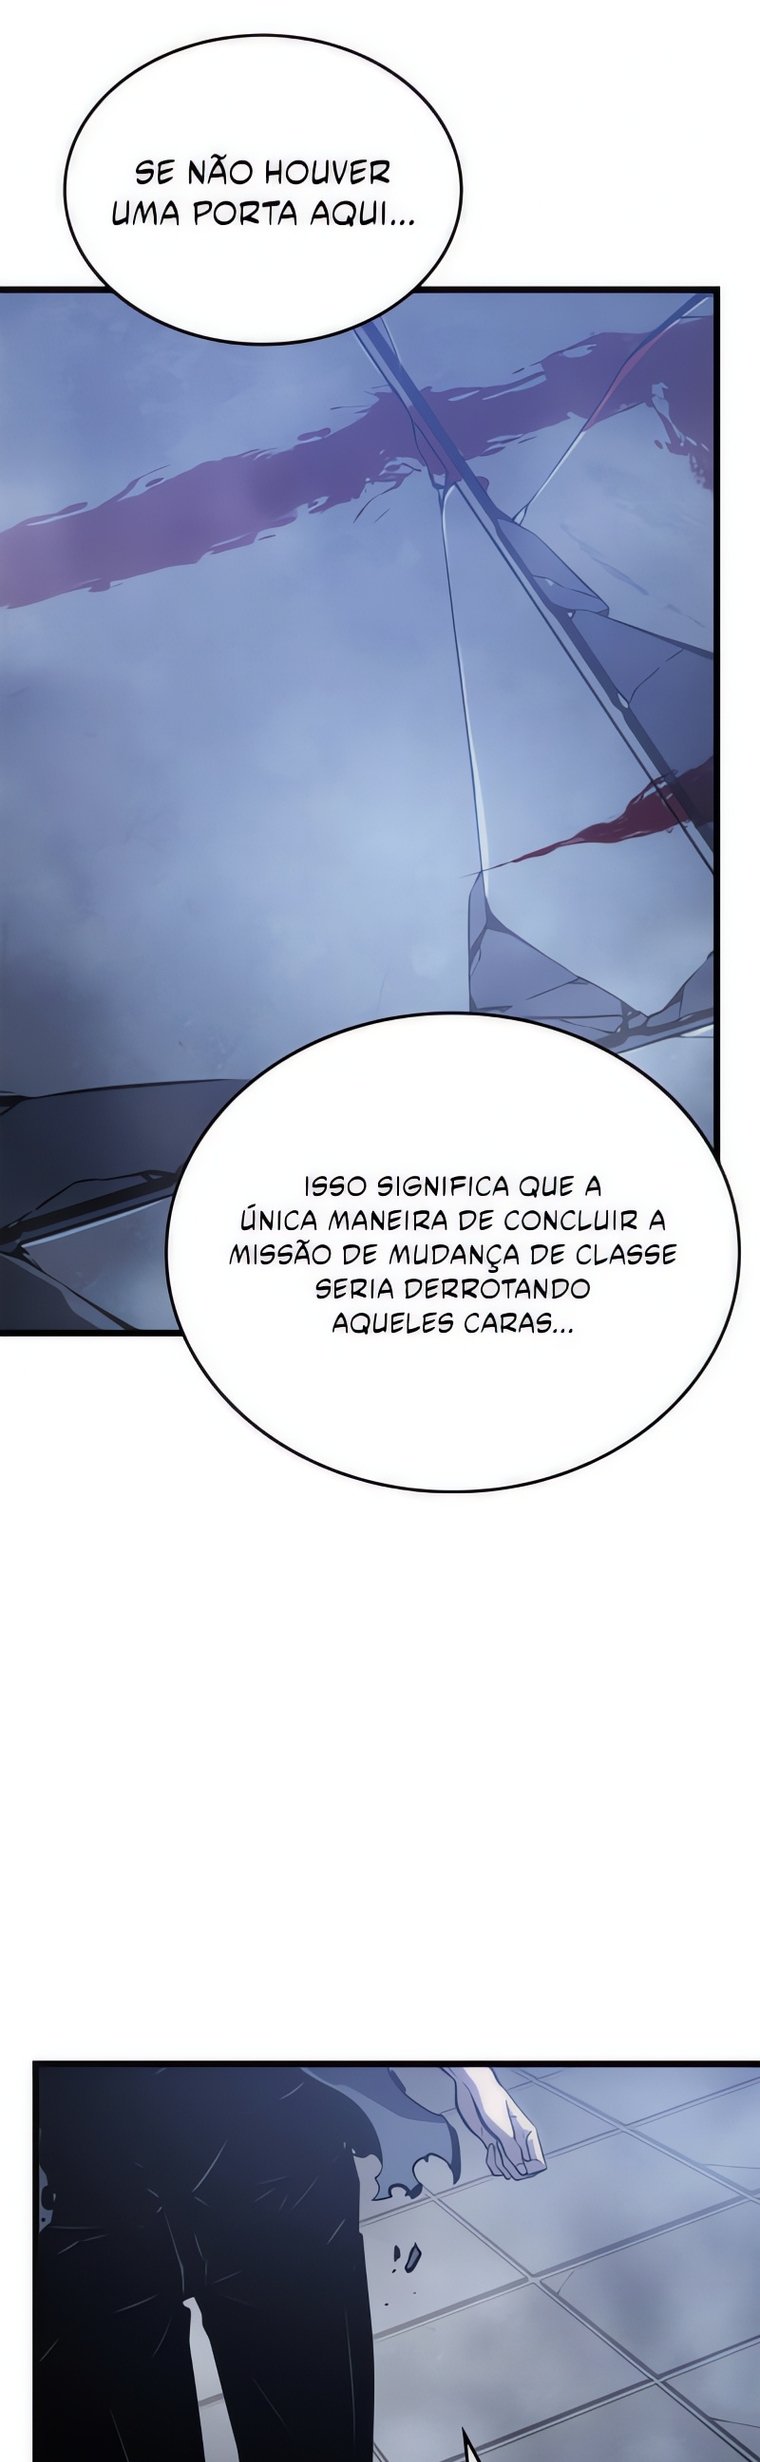 SE NÃO HOUVER
UMA PORTA AQUI...
ISSO SIGNIFICA QUE A
ÚNICA MANEIRA DE CONCLUIR A
MISSÃO DE MUDANÇA DE CLASSE
SERIA DERROTANDO
AQUELES CARAS...